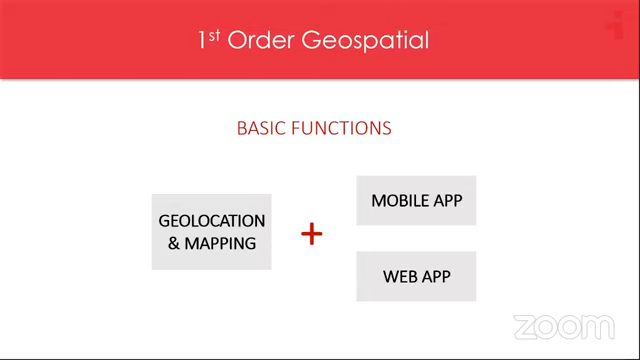 1st Order Geospatial
BASIC FUNCTIONS
GEOLOCATION
& MAPPING
+
MOBILE APP
WEB APP
zoom